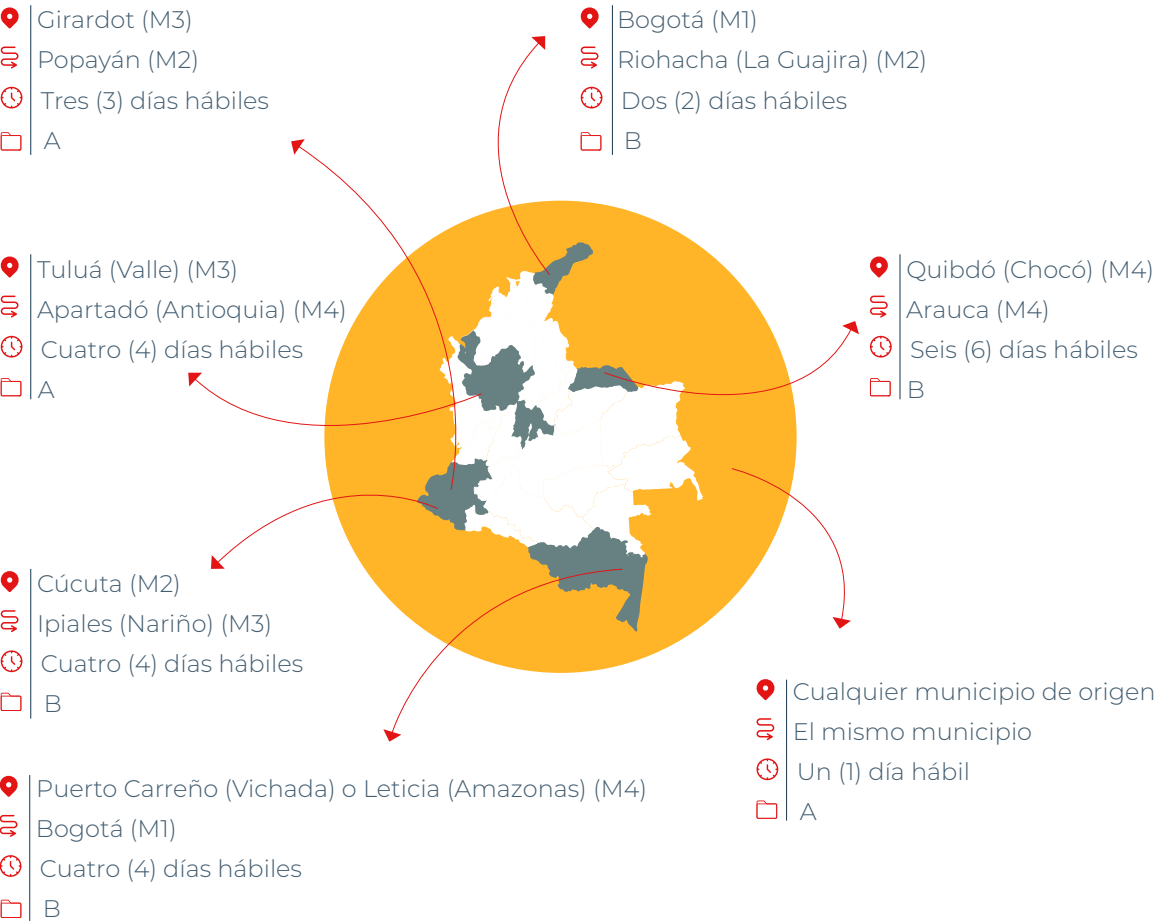 Girardot (M3)
Popayán (M2)
Tres (3) días hábiles
A
Bogotá (M1)
Riohacha (La Guajira) (M2)
Dos (2) días hábiles
B
Tuluá (Valle) (M3)
Apartadó (Antioquia) (M4)
Cuatro (4) días hábiles
A
Quibdó (Chocó) (M4)
Arauca (M4)
Seis (6) días hábiles
B
Cúcuta (M2)
Ipiales (Nariño) (M3)
Cuatro (4) días hábiles
B
Cualquier municipio de origen
El mismo municipio
Un (1) día hábil
A
Puerto Carreño (Vichada) o Leticia (Amazonas) (M4)
Bogotá (M1)
Cuatro (4) días hábiles
B